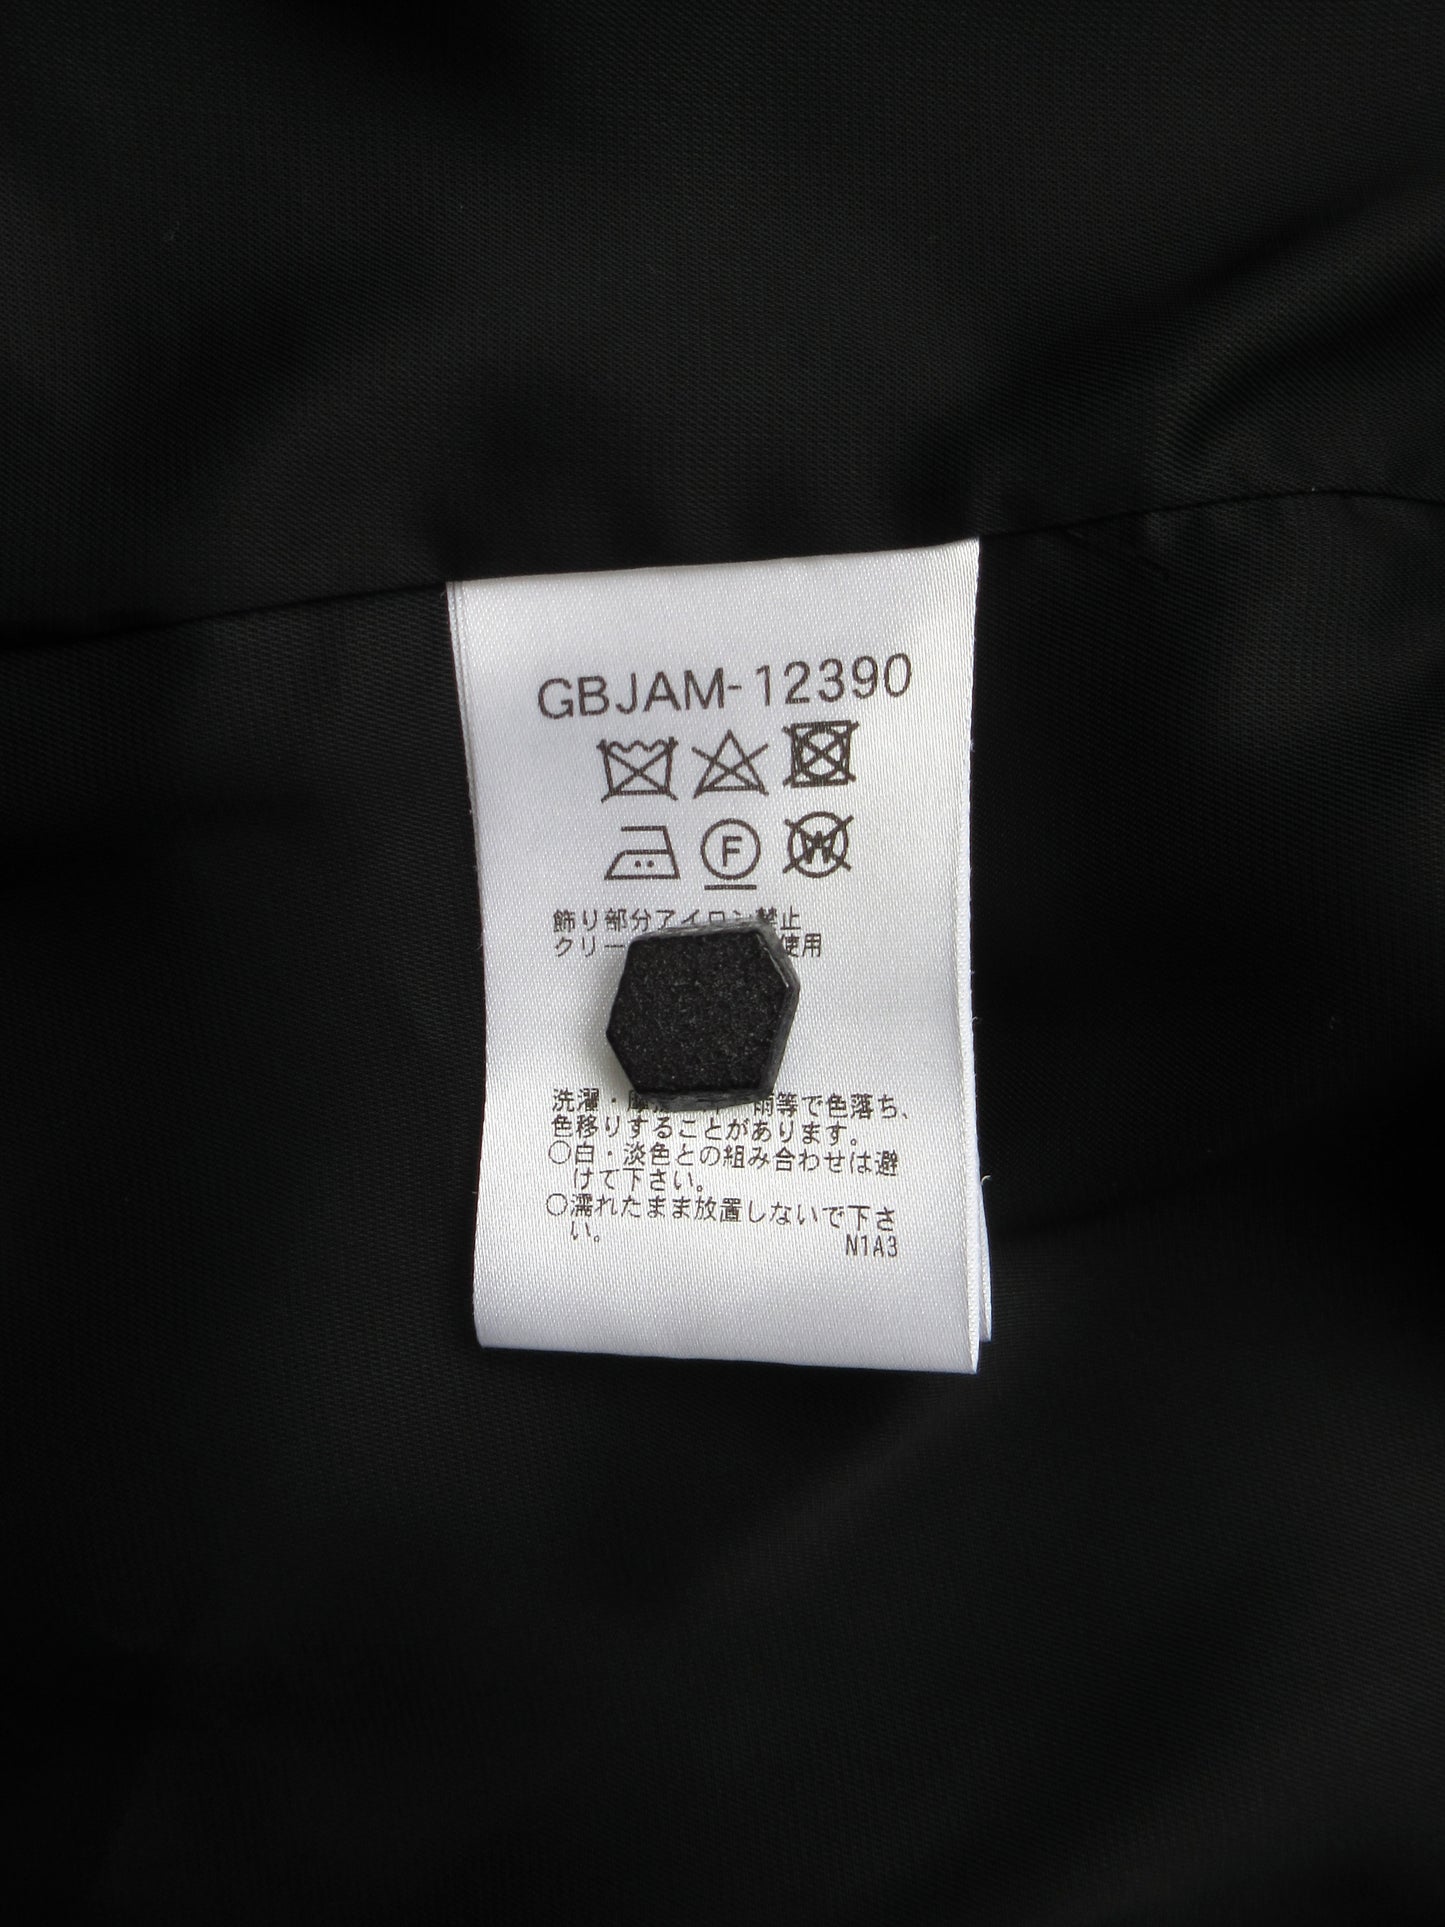 GBJAM-12390
F
W
飾り部分アイロン禁止
クリー 使用
洗濯・ 雨等で色落ち、
色移りすることがあります。
○白・淡色との組み合わせは避
けて下さい。
○濡れたまま放置しないで下さ
い。
N1A3